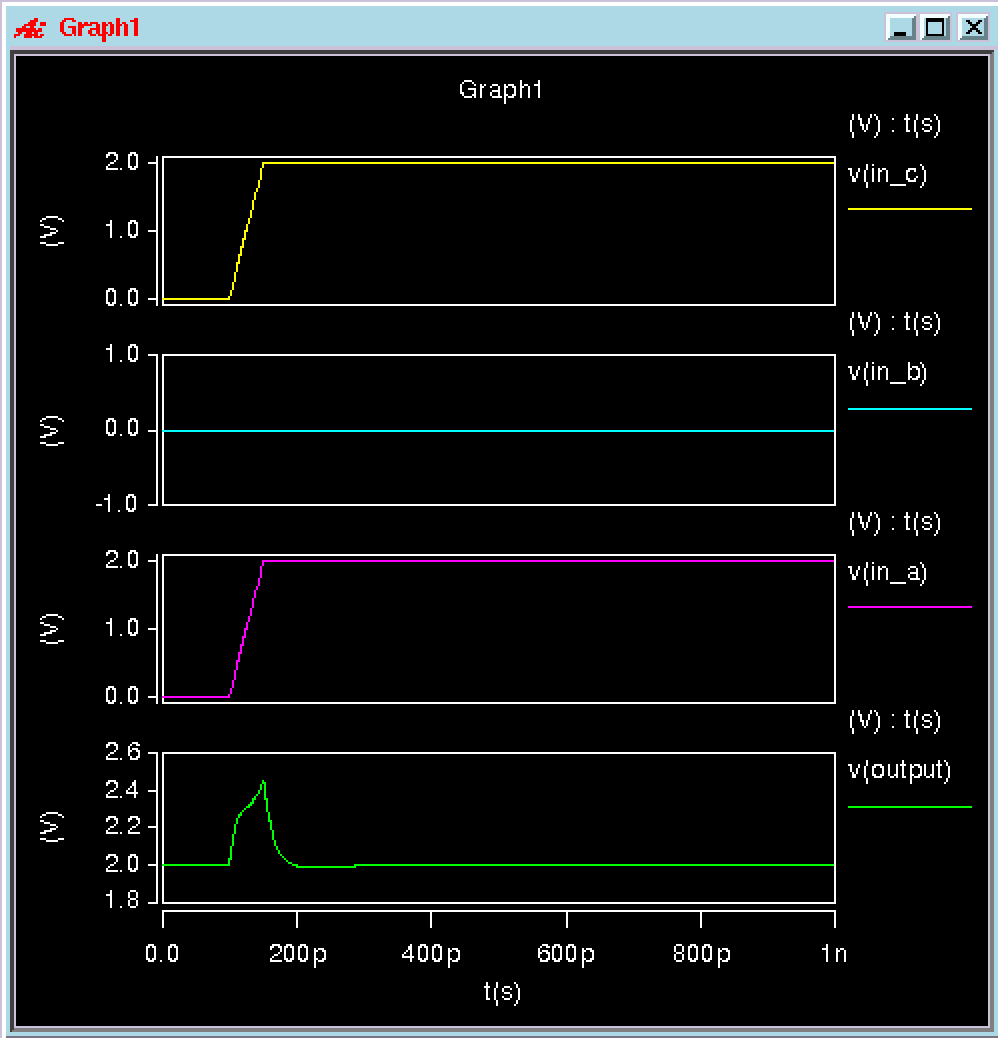 Graph1
Graph1
(V) : t(s)
v(in_c)
2.0
1.0
0.0
(V)
(V) : t(s)
v(in_b)
1.0
0.0
-1.0
(V)
(V) : t(s)
v(in_a)
2.0
1.0
0.0
(V)
(V) : t(s)
v(output)
2.6
2.4
2.2
2.0
1.8
(V)
0.0 200p 400p 600p 800p 1n
t(s)